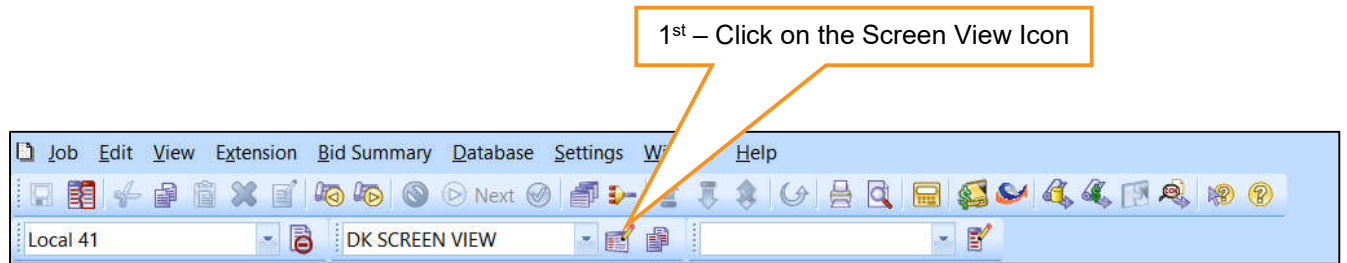 1st – Click on the Screen View Icon
Job Edit View Extension Bid Summary Database Settings Help
Next
Local 41 DK SCREEN VIEW